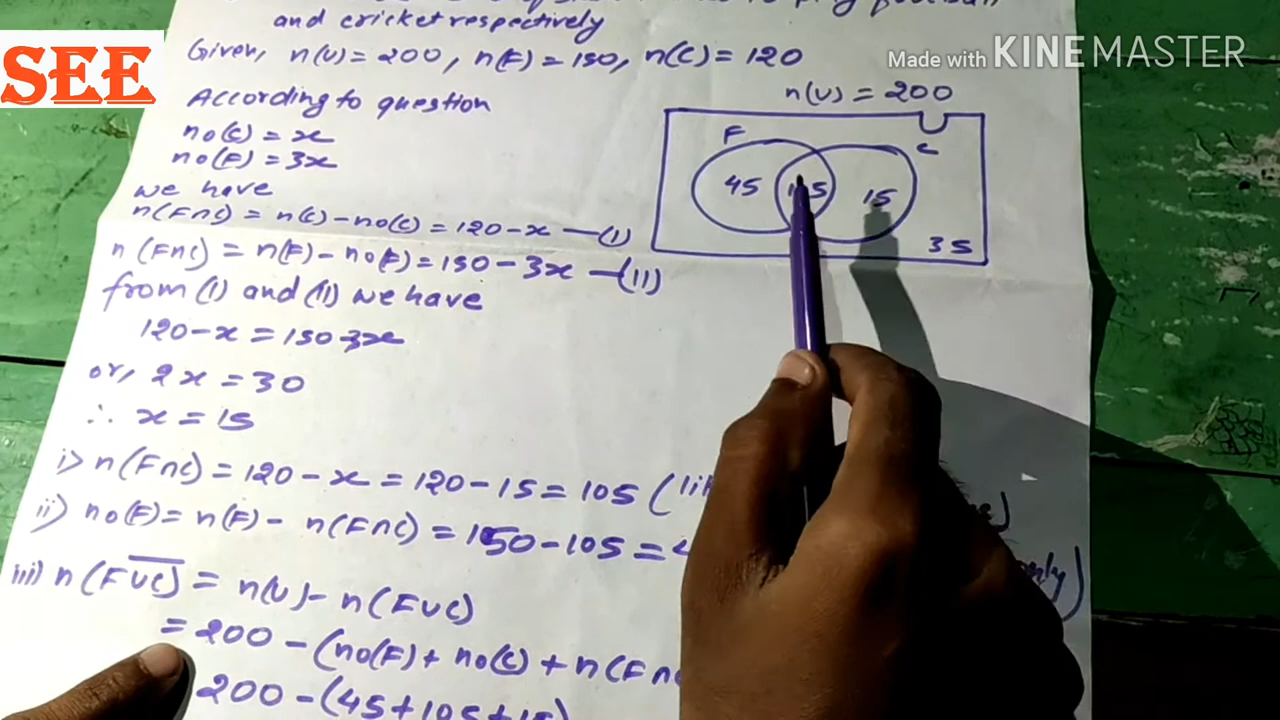 and cricket respectively
SEE
Made with KINEMASTER
Given, n(U) = 200, n(F) = 150, n(C) = 120
n(U) = 200
According to question
no(C) = x
no(F) = 3x
F
C
45
15
35
we have
n(F∩C) = n(C) - no(C) = 120 - x —(I)
n(F∩C) = n(F) - no(F) = 150 - 3x —(II)
from (I) and (II) we have
120 - x = 150 - 3x
or, 2x = 30
∴ x = 15
i> n(F∩C) = 120 - x = 120 - 15 = 105 (
ii> no(F) = n(F) - n(F∩C) = 150 - 105 =
only)
iii) n(F̅U̅C̅) = n(U) - n(FUC)
= 200 - (no(F) + no(C) + n(F∩
200 - (45 + 105 + 15)